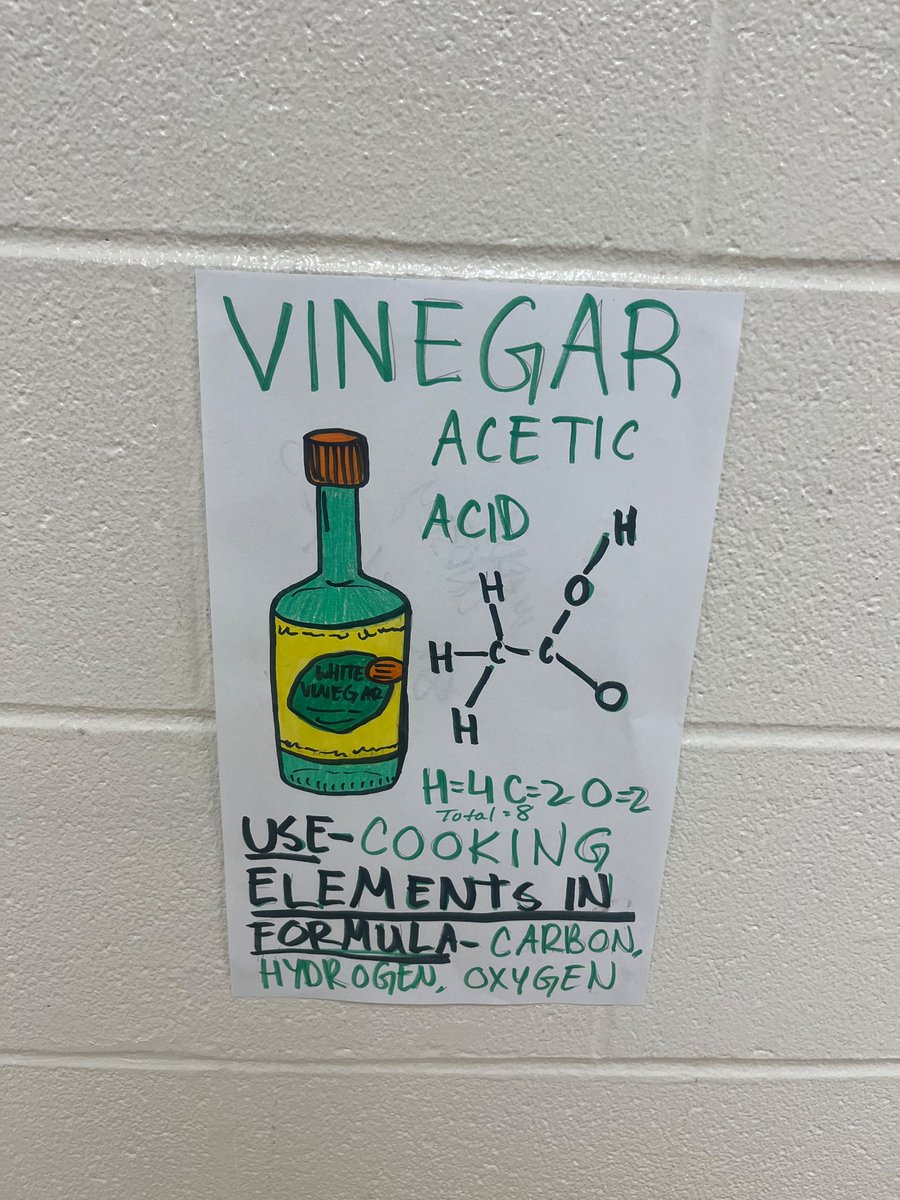 VINEGAR
ACETIC
ACID
WHITE
VINEGAR
H
O
H
H
C
C
H
O
H=4 C=2 O=2
Total=8
USE-COOKING
ELEMENTS IN
FORMULA-CARBON,
HYDROGEN, OXYGEN